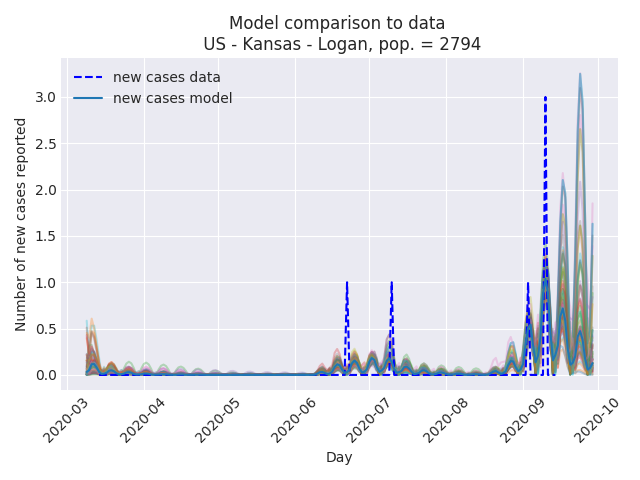 Model comparison to data
US - Kansas - Logan, pop. = 2794
new cases data
new cases model
Number of new cases reported
3.0
2.5
2.0
1.5
1.0
0.5
0.0
2020-03
2020-04
2020-05
2020-06
2020-07
2020-08
2020-09
2020-10
Day